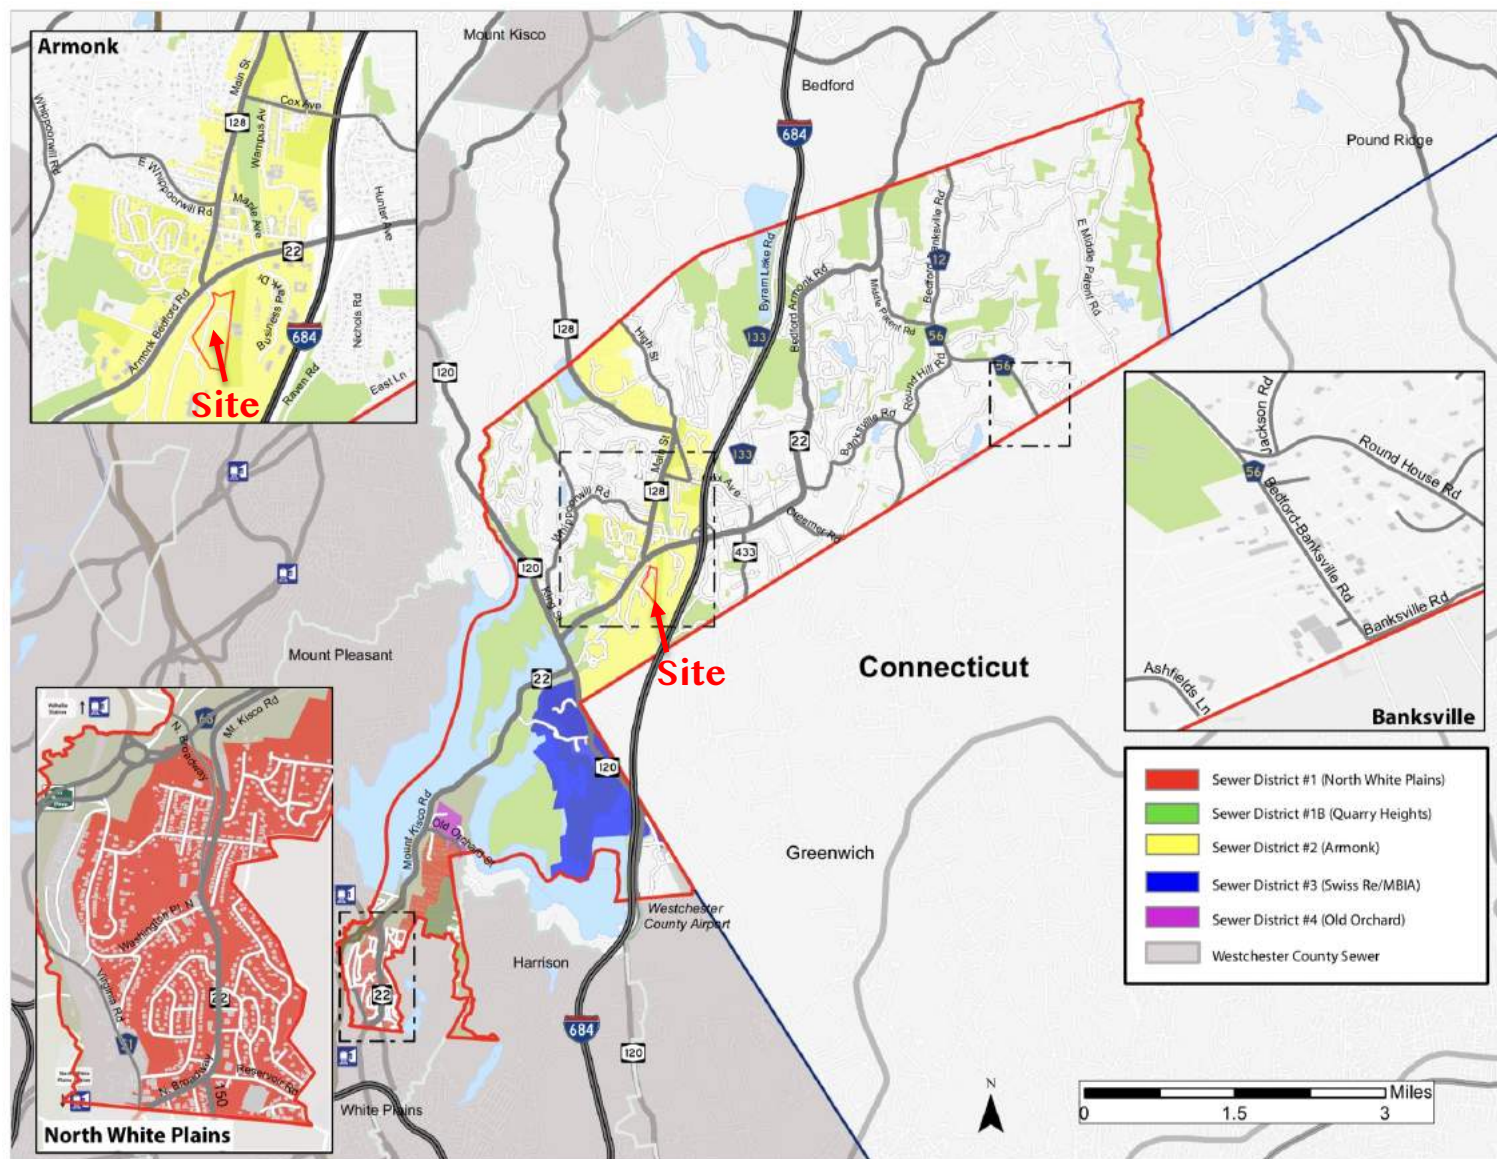 Armonk
Main St
Cox Ave
128
Wampus Av
Whippoorwill Rd
E Whippoorwill Rd
Maple Ave
Hunter Ave
22
Business Park Dr
Armonk Bedford Rd
684
Nichols Rd
Raven Rd
East Ln
Site
Mount Kisco
Bedford
684
Pound Ridge
Byram Lake Rd
Bedford Armonk Rd
E Middle Patent Rd
12
Middle Patent Rd
56
133
128
High St
120
Round Hill Rd
56
Banksville Rd
22
133
Main St
128
Whippoorwill Rd
Creemer Rd
433
120
King St
Site
Mount Pleasant
22
Connecticut
120
Mount Kisco Rd
Old Orchard St
Greenwich
Westchester
County Airport
Harrison
22
684
120
White Plains
Jackson Rd
56
Round House Rd
Bedford-Banksville Rd
Banksville Rd
Ashfields Ln
Banksville
Mt. Kisco Rd
N. Broadway
Washington Pl. N
Virginia Rd
22
51
N. Broadway
Reservoir Rd
150
North White Plains
Sewer District #1 (North White Plains)
Sewer District #1B (Quarry Heights)
Sewer District #2 (Armonk)
Sewer District #3 (Swiss Re/MBIA)
Sewer District #4 (Old Orchard)
Westchester County Sewer
N
Miles
0 1.5 3